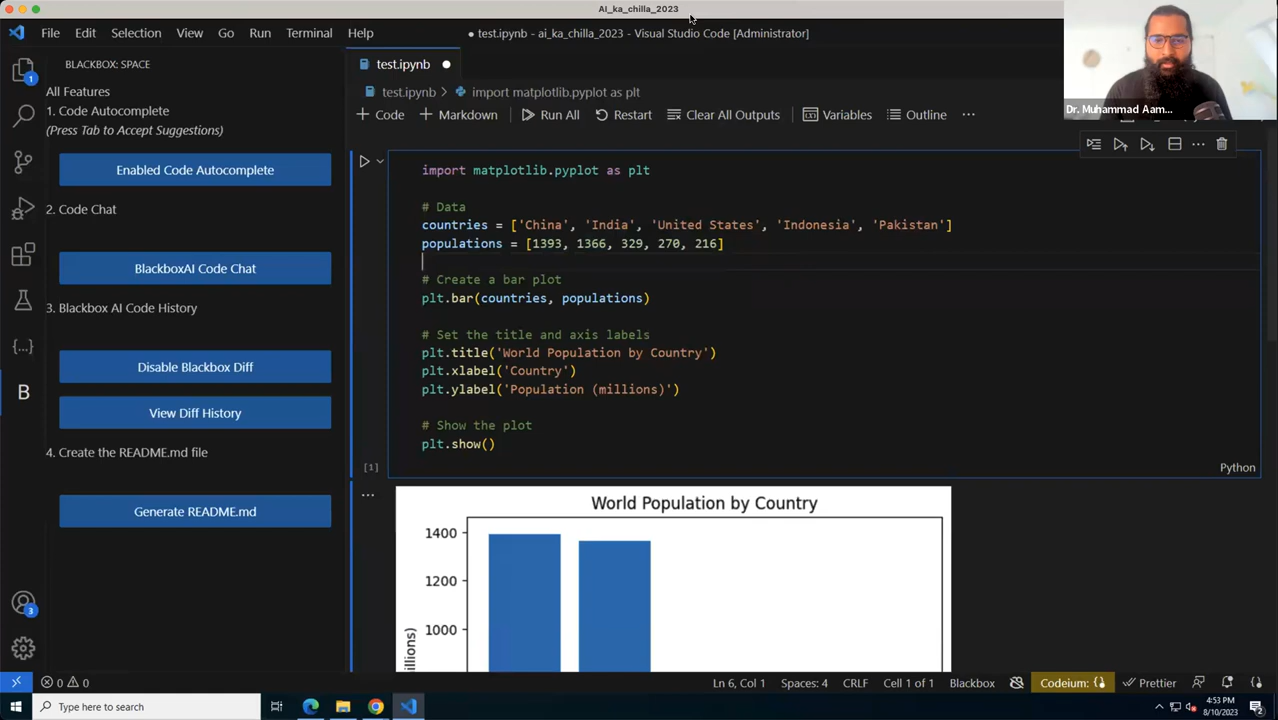 Ai_ka_chilla_2023
File Edit Selection View Go Run Terminal Help
● test.ipynb - ai_ka_chilla_2023 - Visual Studio Code [Administrator]
BLACKBOX: SPACE
All Features
1. Code Autocomplete
(Press Tab to Accept Suggestions)
Enabled Code Autocomplete
2. Code Chat
BlackboxAI Code Chat
3. Blackbox AI Code History
Disable Blackbox Diff
View Diff History
4. Create the README.md file
Generate README.md
1
B
3
test.ipynb ●
test.ipynb > import matplotlib.pyplot as plt
+ Code + Markdown Run All Restart Clear All Outputs Variables Outline ...
import matplotlib.pyplot as plt
# Data
countries = ['China', 'India', 'United States', 'Indonesia', 'Pakistan']
populations = [1393, 1366, 329, 270, 216]
# Create a bar plot
plt.bar(countries, populations)
# Set the title and axis labels
plt.title('World Population by Country')
plt.xlabel('Country')
plt.ylabel('Population (millions)')
# Show the plot
plt.show()
[1]
Python
World Population by Country
1400
1200
1000
illions)
Dr. Muhammad Aam...
0 0
Ln 6, Col 1 Spaces: 4 CRLF Cell 1 of 1 Blackbox Codeium: {} Prettier
Type here to search
4:53 PM
8/10/2023
2